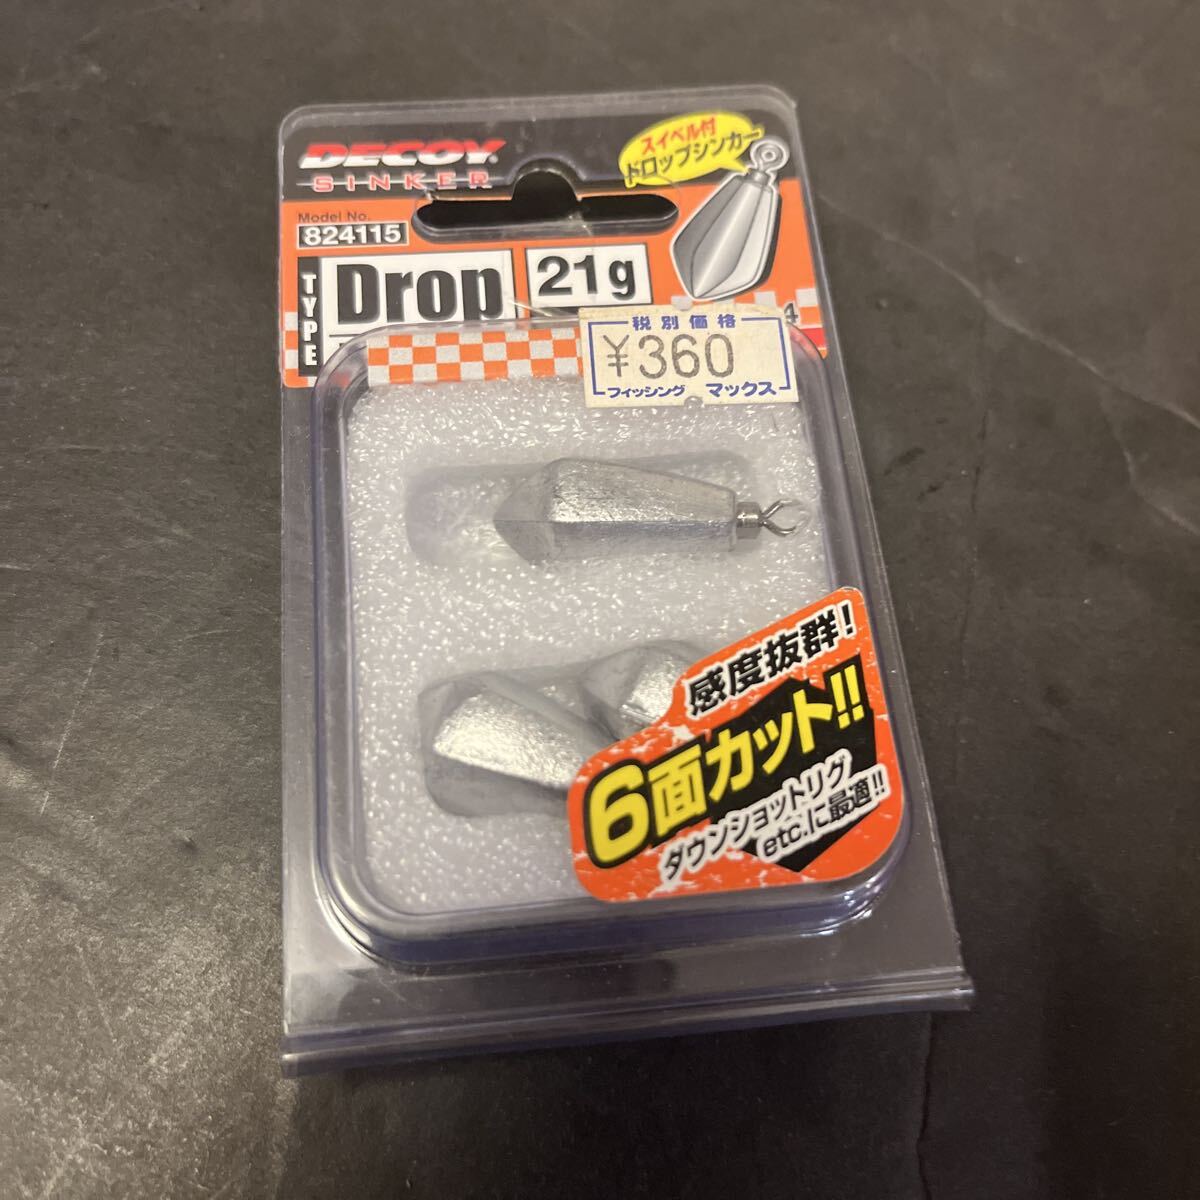 DECOY
SINKER
スイベル付
ドロップシンカー
Model No.
824115
TYPE
Drop
21g
4
税別価格
¥360
フィッシング マックス
感度抜群!
6面カット!!
ダウンショットリグ
etc.に最適!!